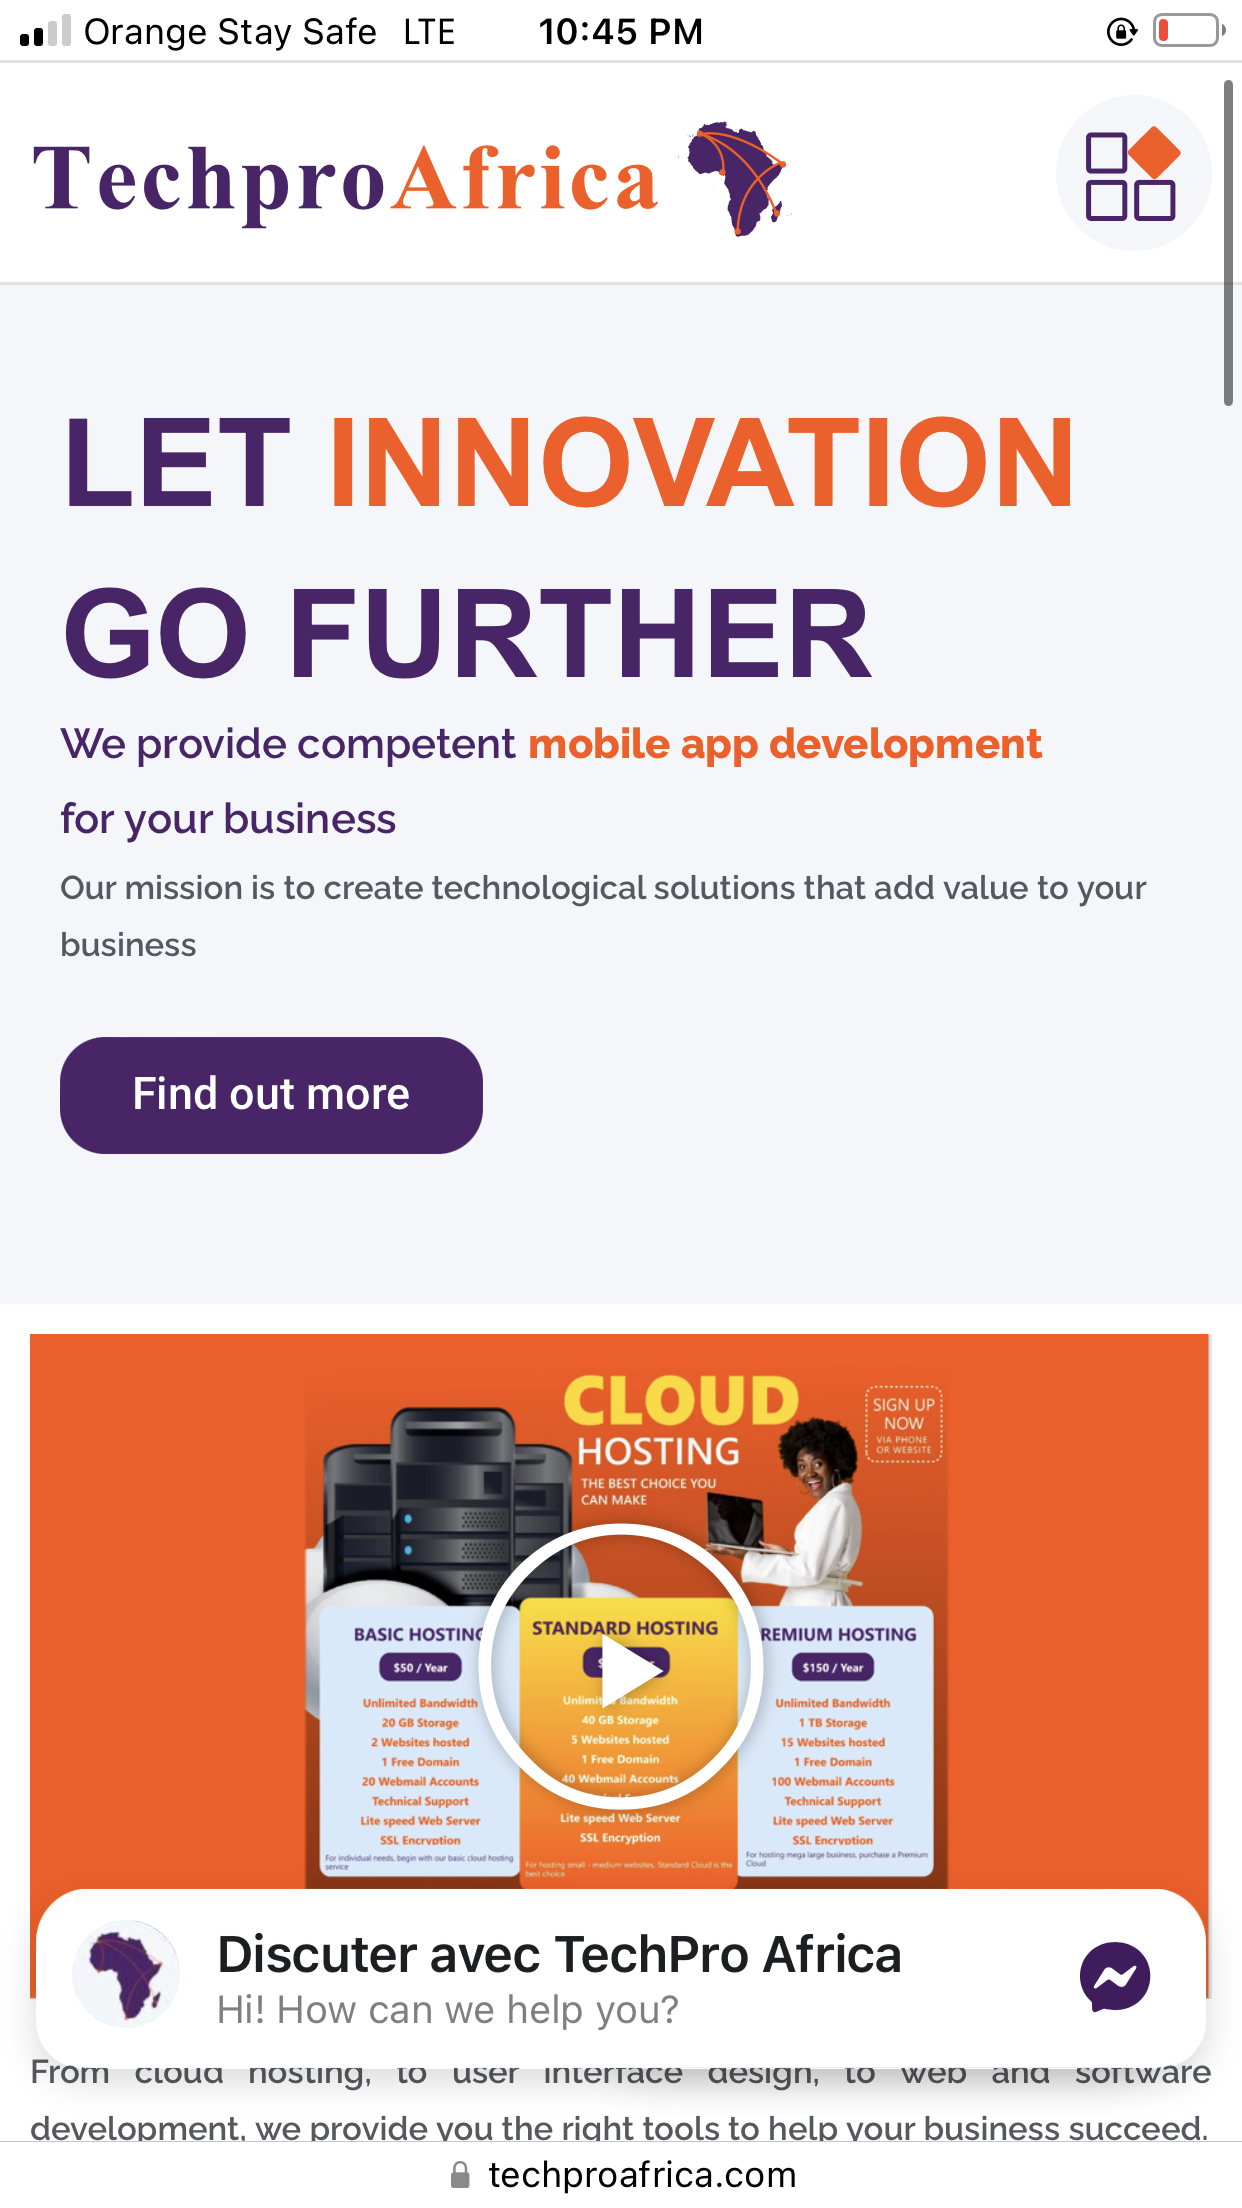 Orange Stay Safe LTE 10:45 PM
TechproAfrica
LET INNOVATION
GO FURTHER
We provide competent mobile app development
for your business
Our mission is to create technological solutions that add value to your
business
Find out more
CLOUD
HOSTING
THE BEST CHOICE YOU
CAN MAKE
SIGN UP
NOW
VIA PHONE
OR WEBSITE
BASIC HOSTING
$50 / Year
Unlimited Bandwidth
20 GB Storage
2 Websites hosted
1 Free Domain
20 Webmail Accounts
Technical Support
Lite speed Web Server
SSL Encryption
For individual needs, begin with our basic cloud hosting
service
STANDARD HOSTING
Unlimited Bandwidth
40 GB Storage
5 Websites hosted
1 Free Domain
40 Webmail Accounts
Lite speed Web Server
SSL Encryption
For hosting small - medium websites, Standard Cloud is the
best choice
REMIUM HOSTING
$150 / Year
Unlimited Bandwidth
1 TB Storage
15 Websites hosted
1 Free Domain
100 Webmail Accounts
Technical Support
Lite speed Web Server
SSL Encryption
For hosting mega large business, purchase a Premium
Cloud
Discuter avec TechPro Africa
Hi! How can we help you?
From cloud hosting, to user interface design, to web and software
development, we provide you the right tools to help your business succeed.
techproafrica.com